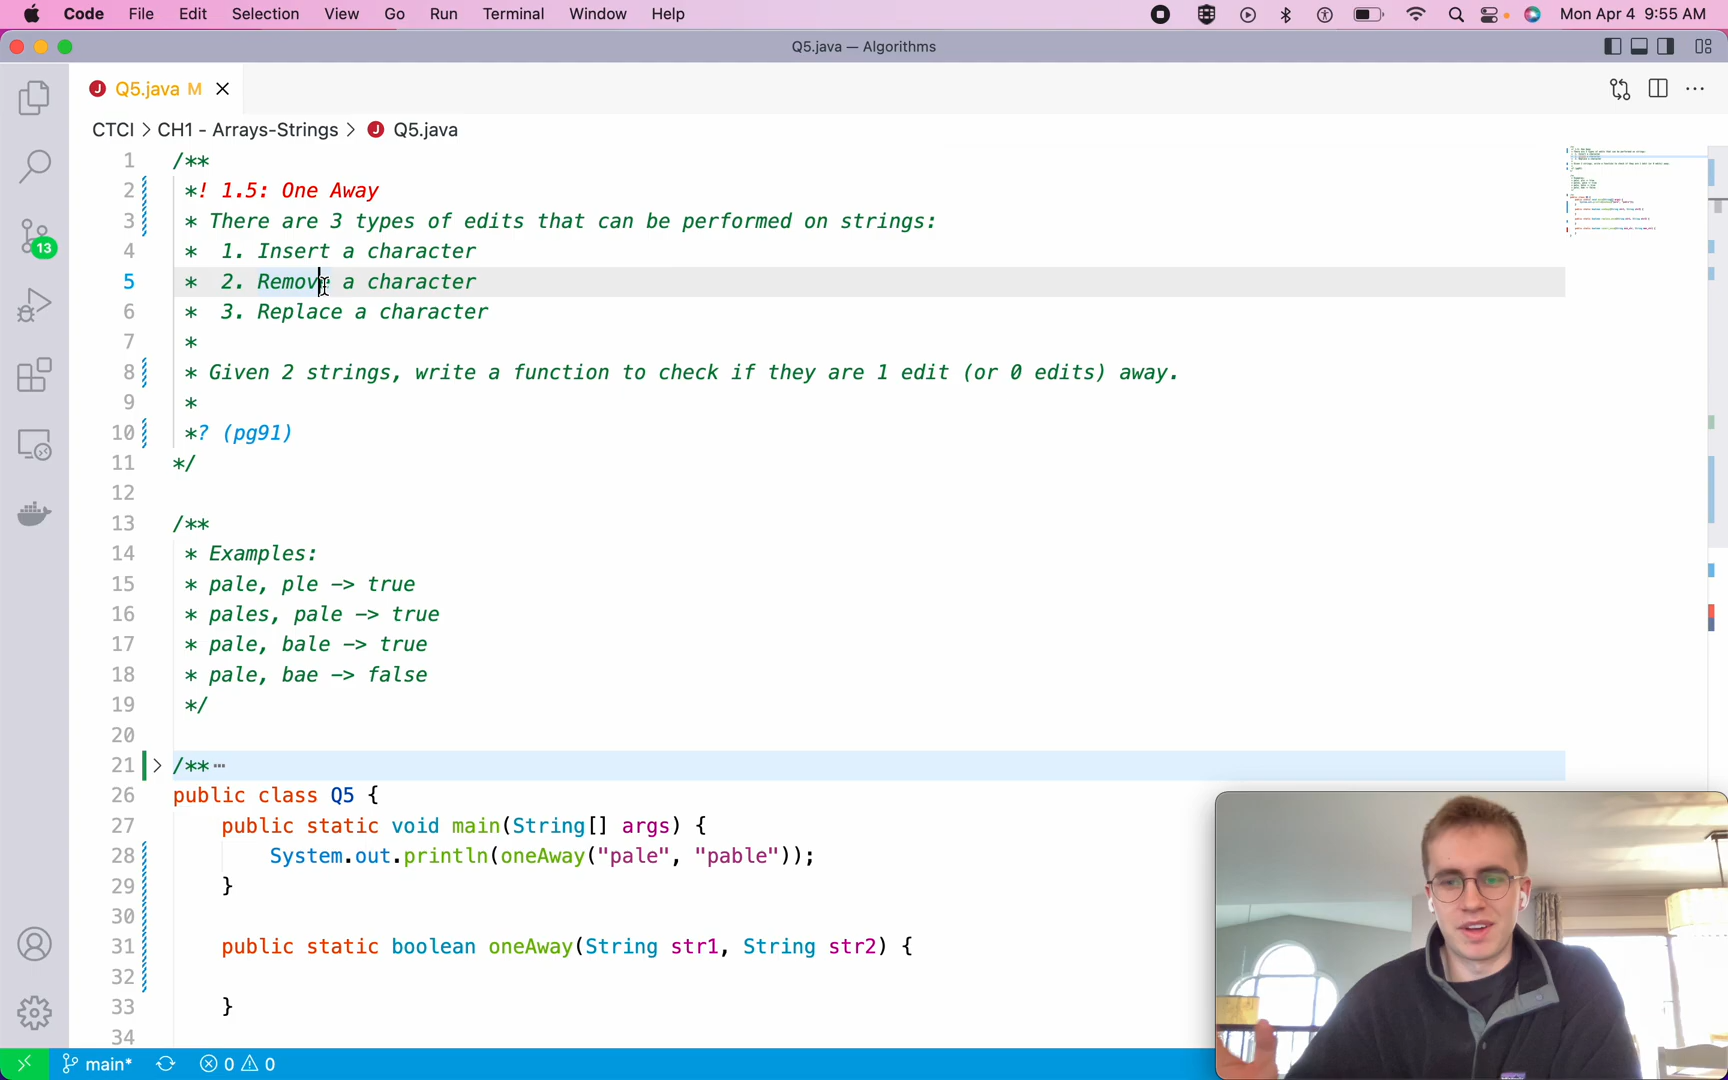 Code File Edit Selection View Go Run Terminal Window Help Mon Apr 4 9:55 AM
Q5.java — Algorithms
J Q5.java M
CTCI > CH1 - Arrays-Strings > J Q5.java
1 /**
2 *! 1.5: One Away
3 * There are 3 types of edits that can be performed on strings:
4 * 1. Insert a character
5 * 2. Remove a character
6 * 3. Replace a character
7 *
8 * Given 2 strings, write a function to check if they are 1 edit (or 0 edits) away.
9 *
10 *? (pg91)
11 */
12
13 /**
14 * Examples:
15 * pale, ple -> true
16 * pales, pale -> true
17 * pale, bale -> true
18 * pale, bae -> false
19 */
20
21 /** ⋯
26 public class Q5 {
27 public static void main(String[] args) {
28 System.out.println(oneAway("pale", "pable"));
29 }
30
31 public static boolean oneAway(String str1, String str2) {
32
33 }
34
13
main* 0 0